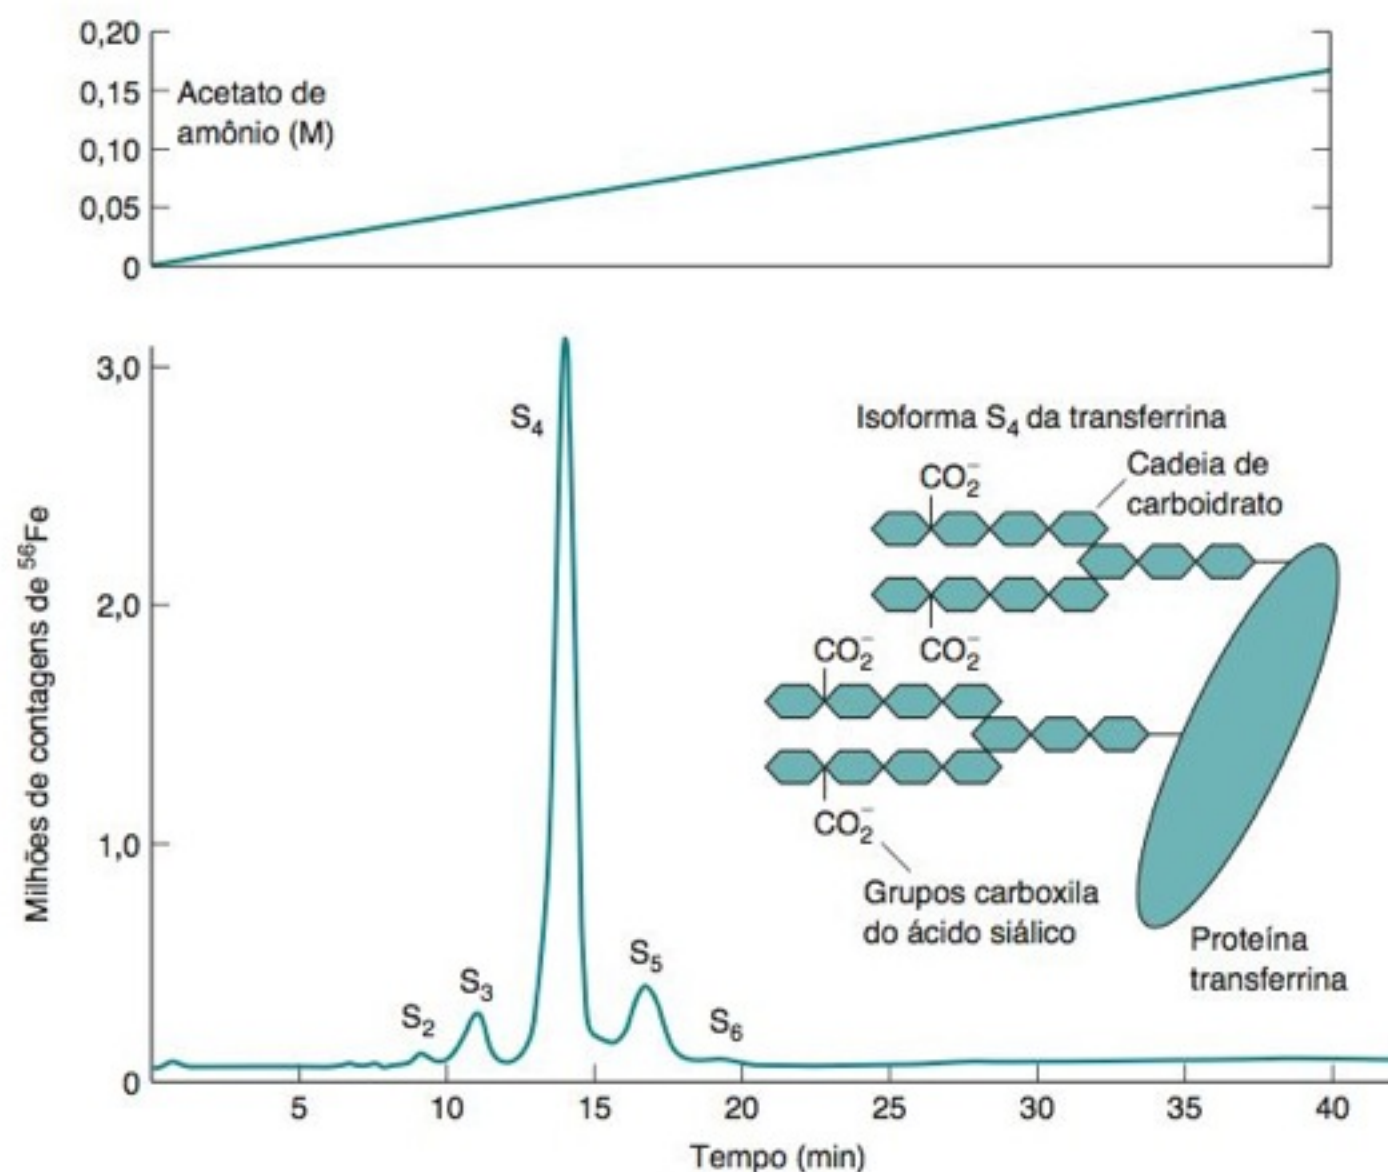 0,20
0,15
0,10
0,05
0
Acetato de
amônio (M)
3,0
2,0
1,0
0
Milhões de contagens de ⁵⁶Fe
S₂
S₃
S₄
S₅
S₆
Isoforma S₄ da transferrina
Cadeia de
carboidrato
CO₂⁻
CO₂⁻ CO₂⁻
CO₂⁻
Grupos carboxila
do ácido siálico
Proteína
transferrina
5 10 15 20 25 30 35 40
Tempo (min)